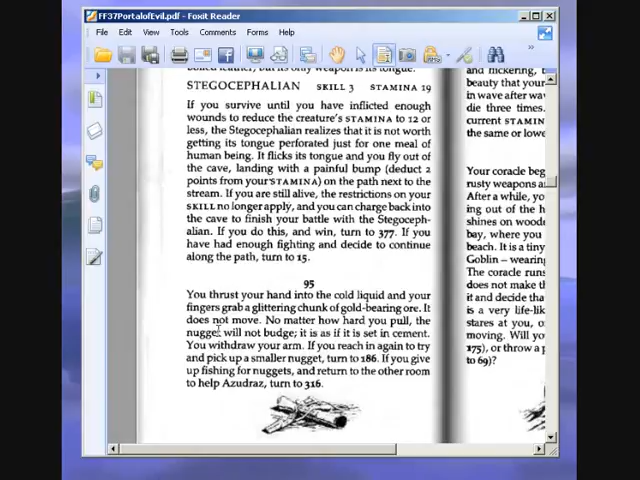 FF37PortalofEvil.pdf - Foxit Reader
File Edit View Tools Comments Forms Help
STEGOCEPHALIAN SKILL 3 STAMINA 19
If you survive until you have inflicted enough
wounds to reduce the creature's STAMINA to 12 or
less, the Stegocephalian realizes that it is not worth
getting its tongue perforated just for one meal of
human being. It flicks its tongue and you fly out of
the cave, landing with a painful bump (deduct 2
points from your STAMINA) on the path next to the
stream. If you are still alive, the restrictions on your
SKILL no longer apply, and you can charge back into
the cave to finish your battle with the Stegoceph-
alian. If you do this, and win, turn to 377. If you
have had enough fighting and decide to continue
along the path, turn to 15.
95
You thrust your hand into the cold liquid and your
fingers grab a glittering chunk of gold-bearing ore. It
does not move. No matter how hard you pull, the
nugget will not budge; it is as if it is set in cement.
You withdraw your arm. If you reach in again to try
and pick up a smaller nugget, turn to 186. If you give
up fishing for nuggets, and return to the other room
to help Azudraz, turn to 316.
and flickering,
beauty that your
in wave after wav
die three times.
current STAMIN
the same or lowe
Your coracle beg
rusty weapons a
After a while, yo
ing out of the h
shines on woode
bay, where you
beach. It is a tiny
Goblin – wearing
The coracle runs
does not make th
it and decide that
is a very life-lik
stares at you, o
moving. Will yo
175), or throw a p
to 69)?